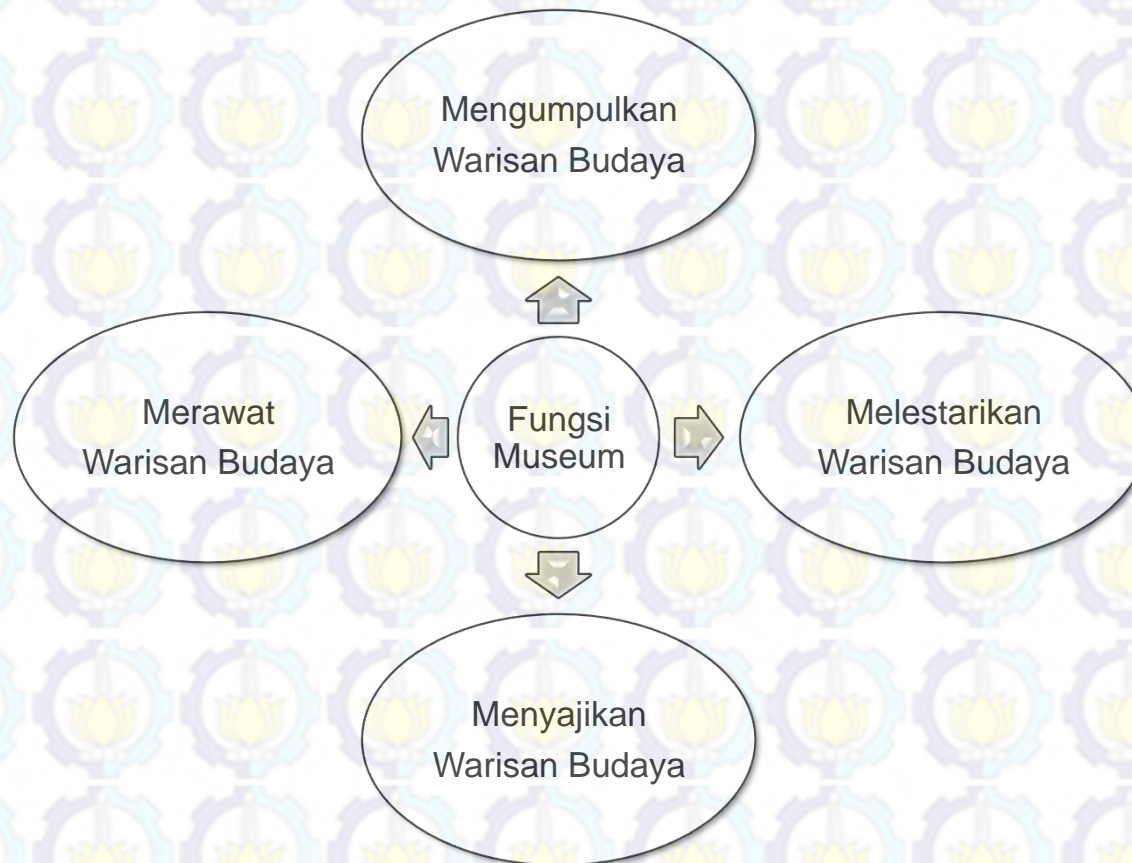 Mengumpulkan
Warisan Budaya
Merawat
Warisan Budaya
Fungsi
Museum
Melestarikan
Warisan Budaya
Menyajikan
Warisan Budaya